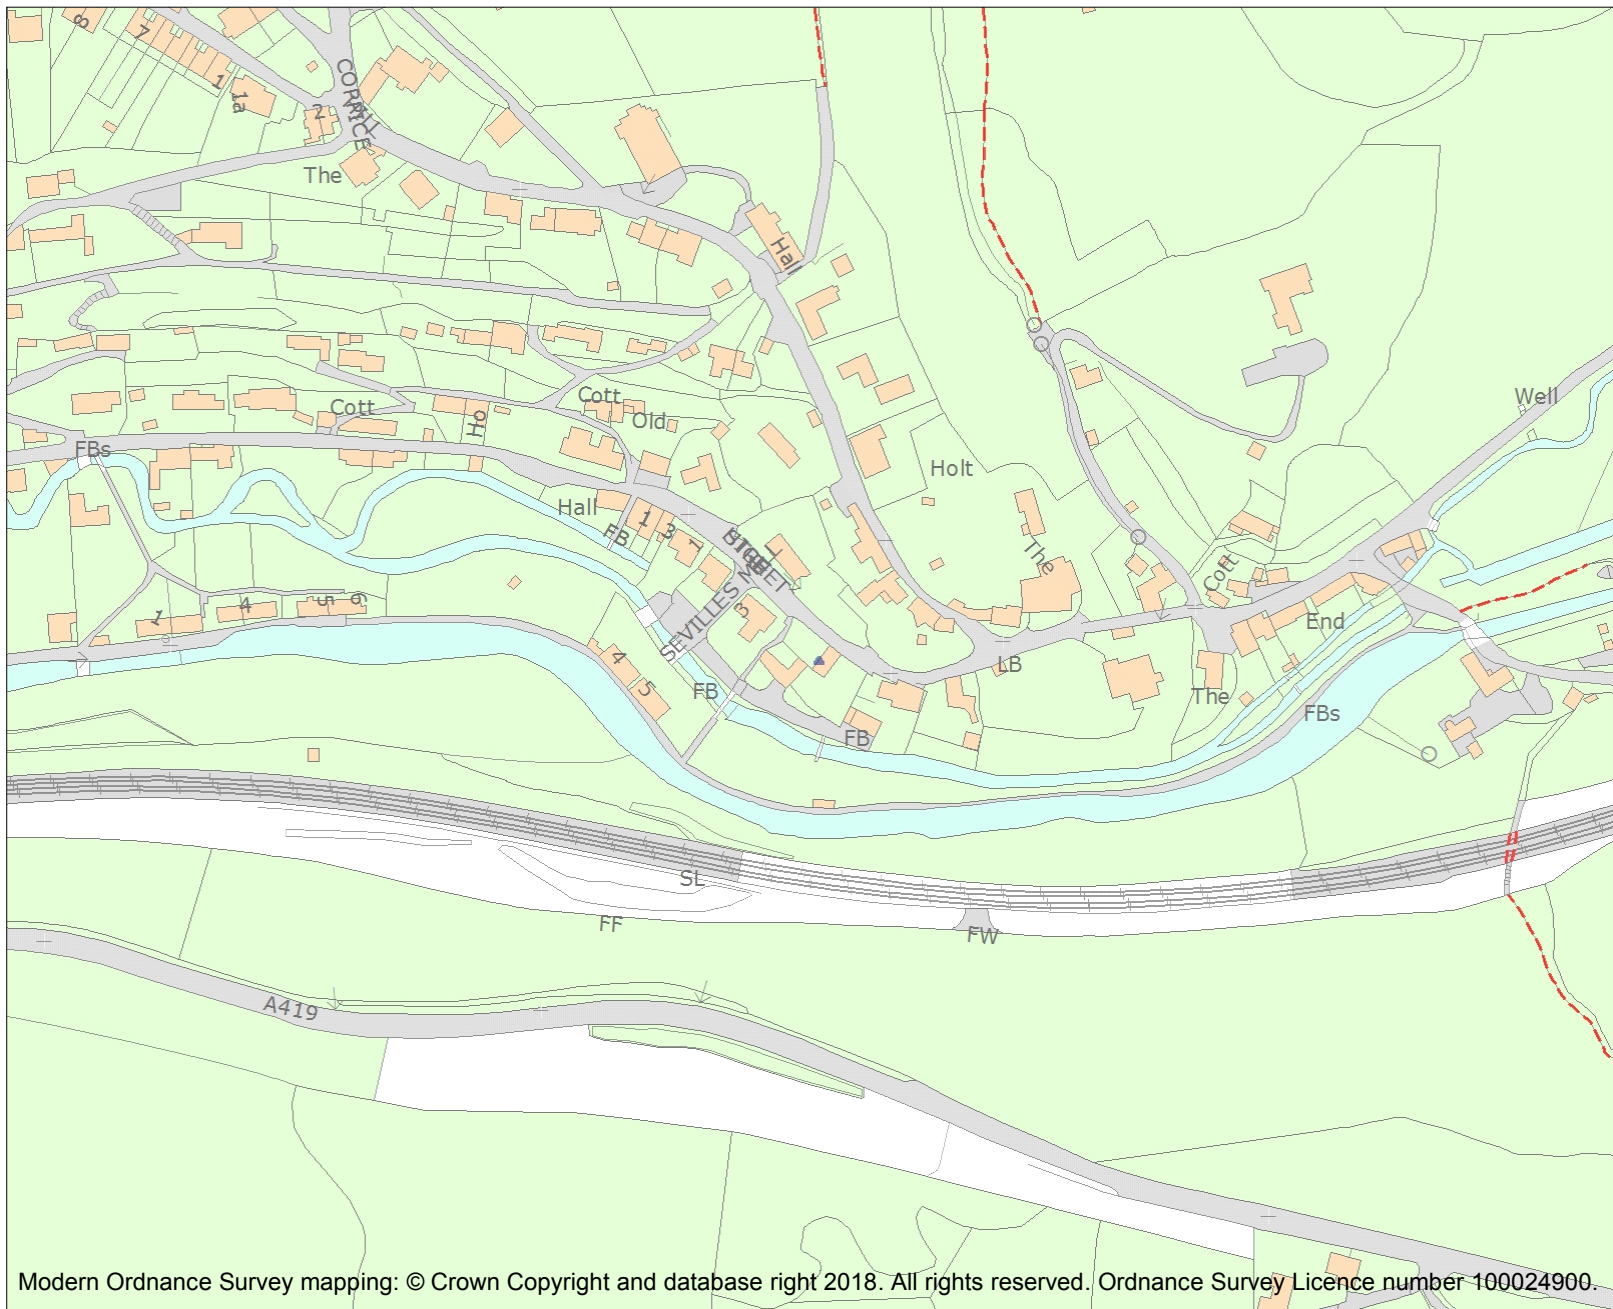 8
7
1
1a
2
CORNICE
The
Hall
Well
Cott
Ho
Cott
Old
FBs
Holt
Hall
1
3
FB
The
Cott
STREET
SEVILLES MILL
3
1
4
5
6
End
4
5
LB
FB
The
FBs
FB
SL
FF
FW
A419
Modern Ordnance Survey mapping: © Crown Copyright and database right 2018. All rights reserved. Ordnance Survey Licence number 100024900.